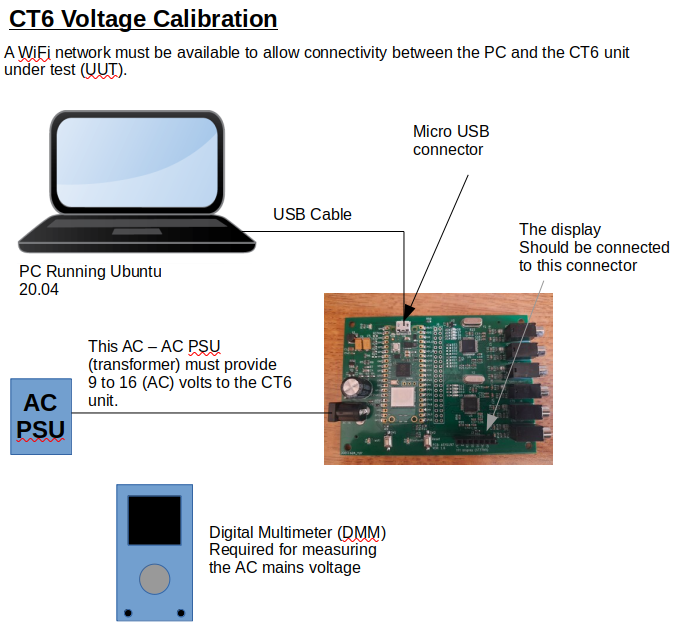 CT6 Voltage Calibration
A WiFi network must be available to allow connectivity between the PC and the CT6 unit
under test (UUT).
Micro USB
connector
USB Cable
The display
Should be connected
to this connector
PC Running Ubuntu
20.04
This AC – AC PSU
(transformer) must provide
9 to 16 (AC) volts to the CT6
unit.
AC
PSU
Digital Multimeter (DMM)
Required for measuring
the AC mains voltage